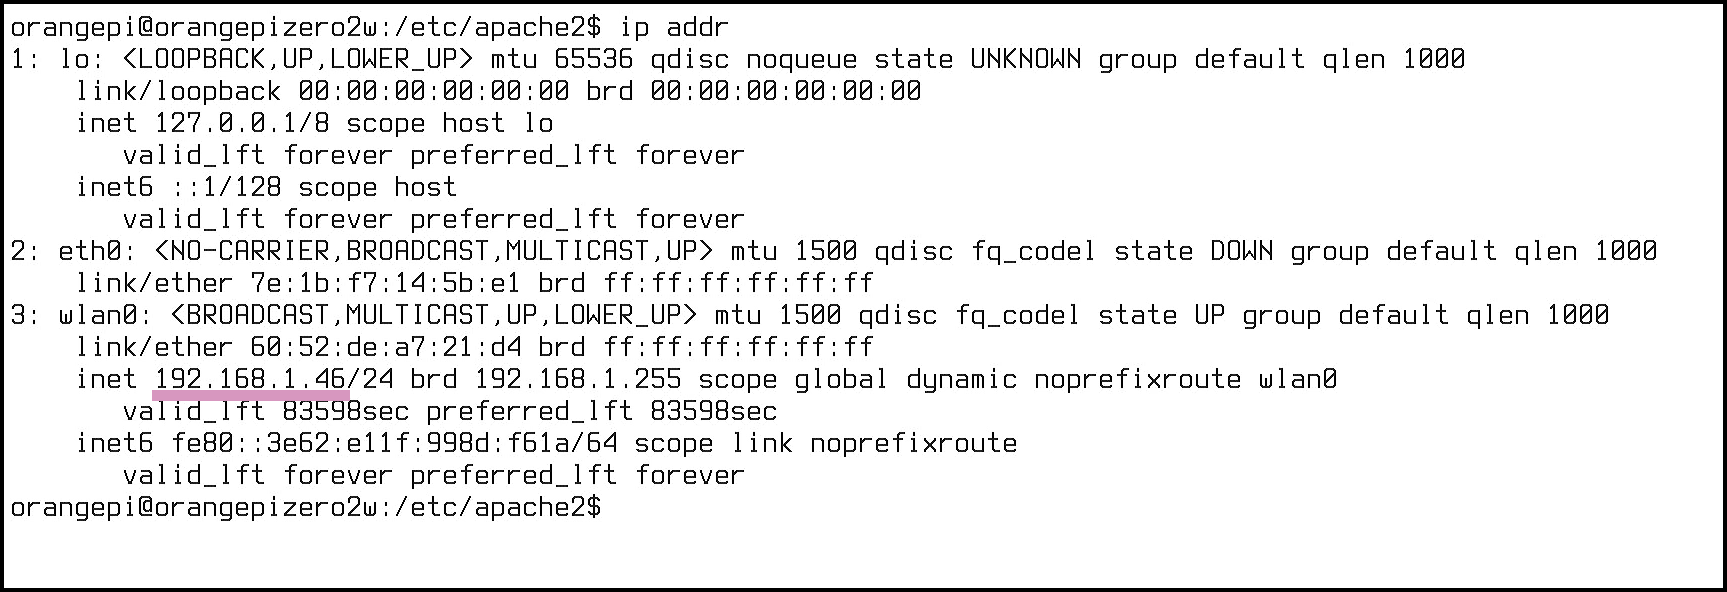 orangepi@orangepizero2w:/etc/apache2$ ip addr
1: lo: <LOOPBACK,UP,LOWER_UP> mtu 65536 qdisc noqueue state UNKNOWN group default qlen 1000
    link/loopback 00:00:00:00:00:00 brd 00:00:00:00:00:00
    inet 127.0.0.1/8 scope host lo
       valid_lft forever preferred_lft forever
    inet6 ::1/128 scope host
       valid_lft forever preferred_lft forever
2: eth0: <NO-CARRIER,BROADCAST,MULTICAST,UP> mtu 1500 qdisc fq_codel state DOWN group default qlen 1000
    link/ether 7e:1b:f7:14:5b:e1 brd ff:ff:ff:ff:ff:ff
3: wlan0: <BROADCAST,MULTICAST,UP,LOWER_UP> mtu 1500 qdisc fq_codel state UP group default qlen 1000
    link/ether 60:52:de:a7:21:d4 brd ff:ff:ff:ff:ff:ff
    inet 192.168.1.46/24 brd 192.168.1.255 scope global dynamic noprefixroute wlan0
       valid_lft 83598sec preferred_lft 83598sec
    inet6 fe80::3e62:e11f:998d:f61a/64 scope link noprefixroute
       valid_lft forever preferred_lft forever
orangepi@orangepizero2w:/etc/apache2$